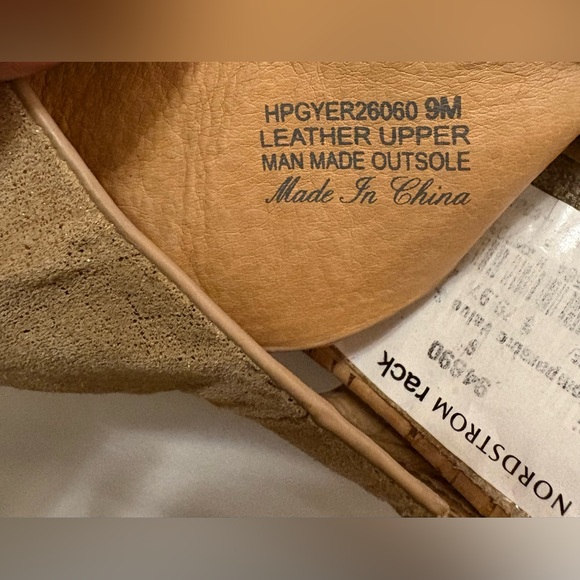 HPGYER26060 9M
LEATHER UPPER
MAN MADE OUTSOLE
Made In China
NORDSTROM rack